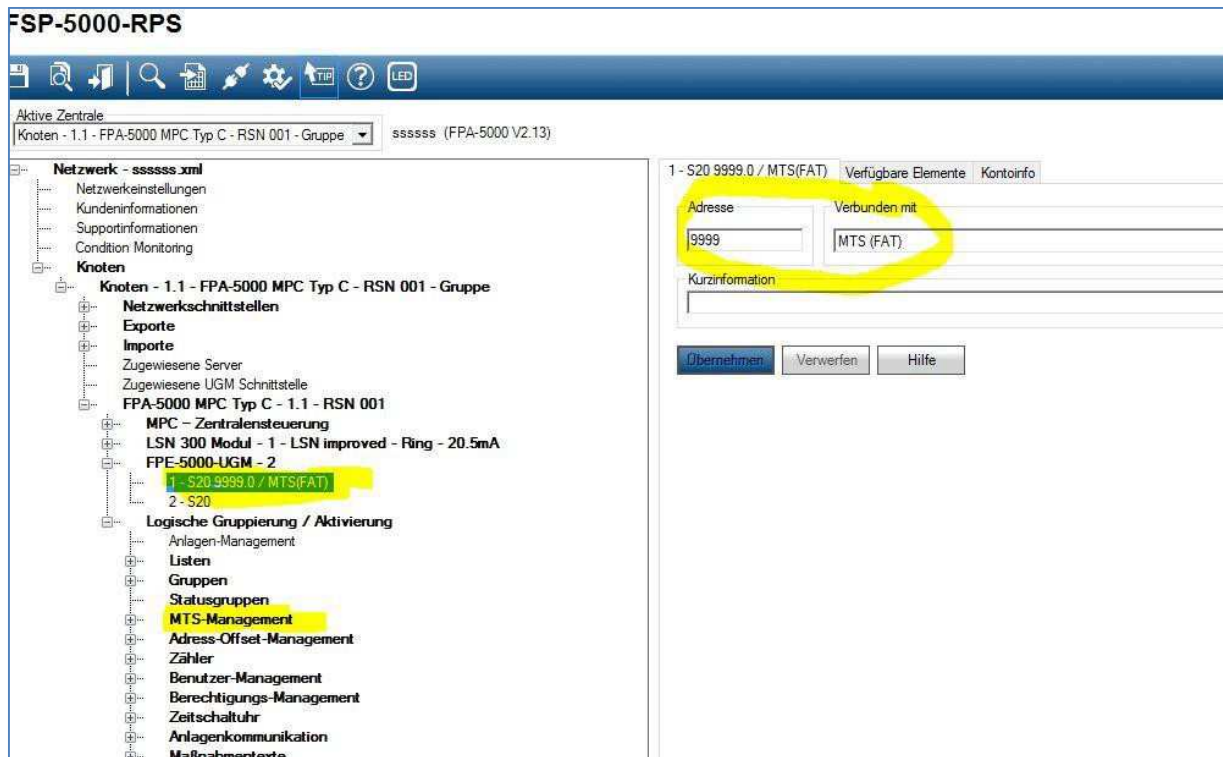 FSP-5000-RPS
TIP
LED
Aktive Zentrale
Knoten - 1.1 - FPA-5000 MPC Typ C - RSN 001 - Gruppe
ssssss (FPA-5000 V2.13)
Netzwerk - ssssss.xml
Netzwerkeinstellungen
Kundeninformationen
Supportinformationen
Condition Monitoring
Knoten
Knoten - 1.1 - FPA-5000 MPC Typ C - RSN 001 - Gruppe
Netzwerkschnittstellen
Exporte
Importe
Zugewiesene Server
Zugewiesene UGM Schnittstelle
FPA-5000 MPC Typ C - 1.1 - RSN 001
MPC – Zentralensteuerung
LSN 300 Modul - 1 - LSN improved - Ring - 20.5mA
FPE-5000-UGM - 2
1 - S20 9999.0 / MTS(FAT)
2 - S20
Logische Gruppierung / Aktivierung
Anlagen-Management
Listen
Gruppen
Statusgruppen
MTS-Management
Adress-Offset-Management
Zähler
Benutzer-Management
Berechtigungs-Management
Zeitschaltuhr
Anlagenkommunikation
Maßnahmentexte
1 - S20 9999.0 / MTS(FAT) Verfügbare Elemente Kontoinfo
Adresse Verbunden mit
9999 MTS (FAT)
Kurzinformation
Übernehmen Verwerfen Hilfe